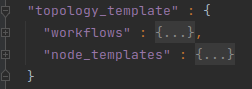 "topology_template" : {
"workflows" : {...},
"node_templates" : {...}
}